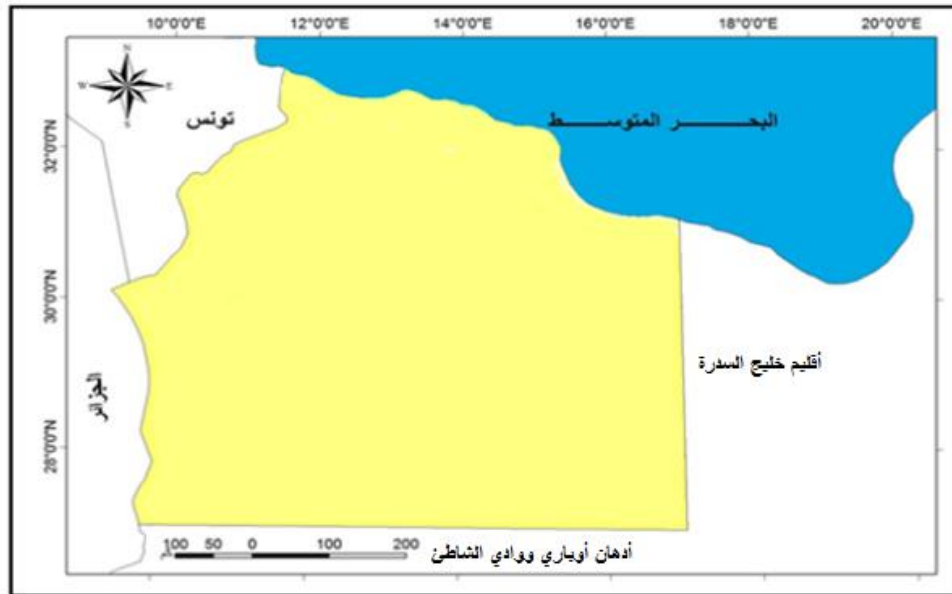 10°0'0"E 12°0'0"E 14°0'0"E 16°0'0"E 18°0'0"E 20°0'0"E
N
W E
S
تونس
البحــــر المتوســــط
32°0'0"N
30°0'0"N
أقليم خليج السدرة
الجزائر
28°0'0"N
100 50 0 100 200
أدهان أوباري ووادي الشاطئ